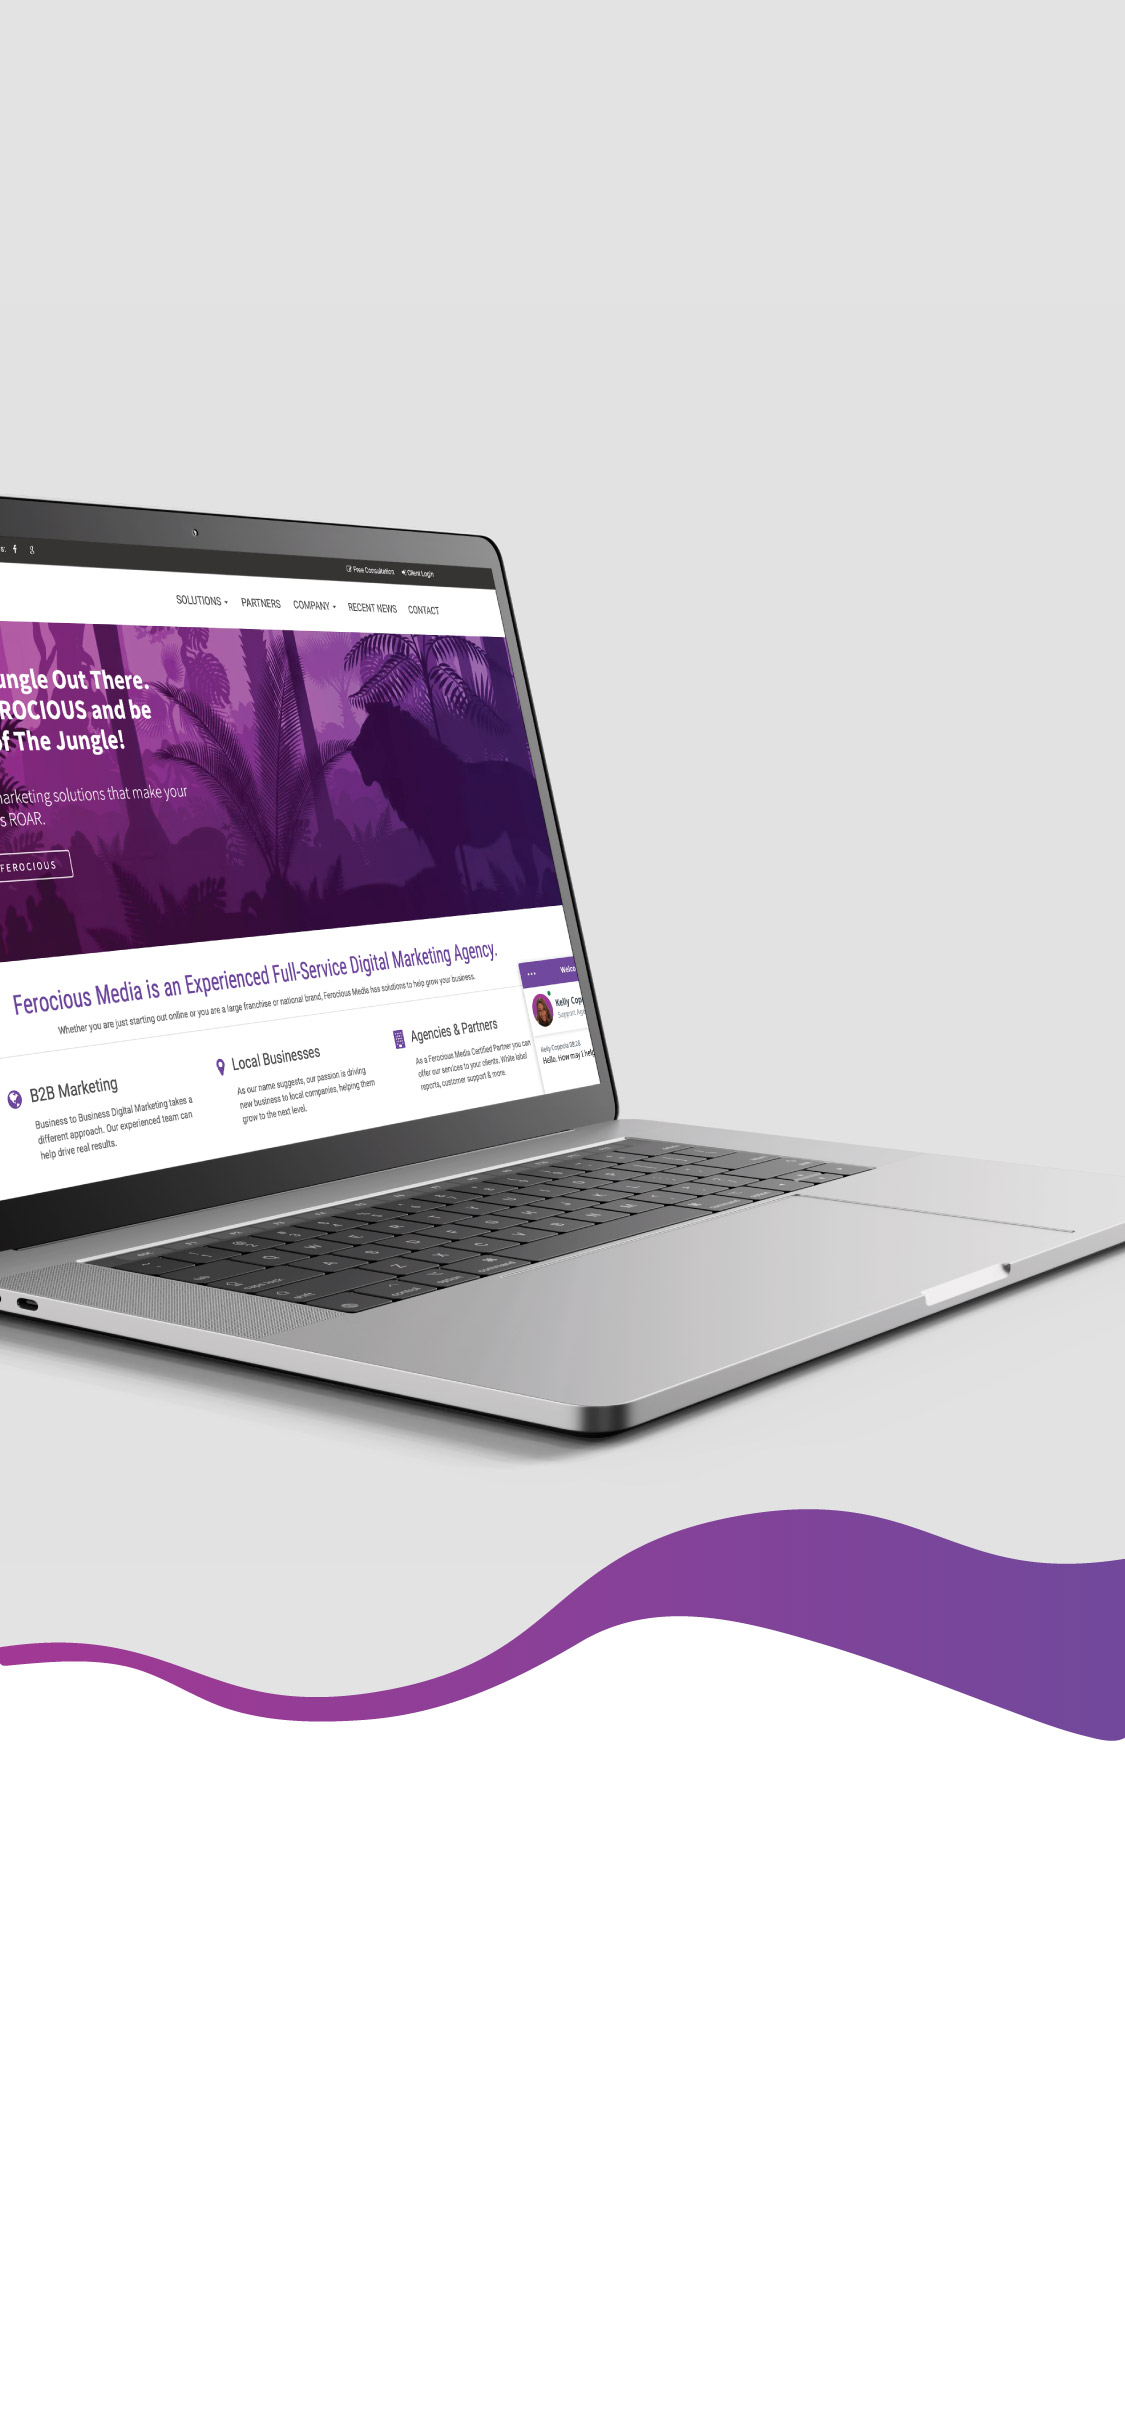 Free Consultation Client Login
SOLUTIONS PARTNERS COMPANY RECENT NEWS CONTACT
ungle Out There.
ROCIOUS and be
of The Jungle!
marketing solutions that make your
s ROAR.
FEROCIOUS
Ferocious Media is an Experienced Full-Service Digital Marketing Agency.
Whether you are just starting out online or you are a large franchise or national brand, Ferocious Media has solutions to help grow your business.
B2B Marketing
Business to Business Digital Marketing takes a
different approach. Our experienced team can
help drive real results.
Local Businesses
As our name suggests, our passion is driving
new business to local companies, helping them
grow to the next level.
Agencies & Partners
As a Ferocious Media Certified Partner you can
offer our services to your clients. White label
reports, customer support & more.
Welco
Kelly Cop
Support Age
Kelly Coppola 08:28
Hello. How may I help